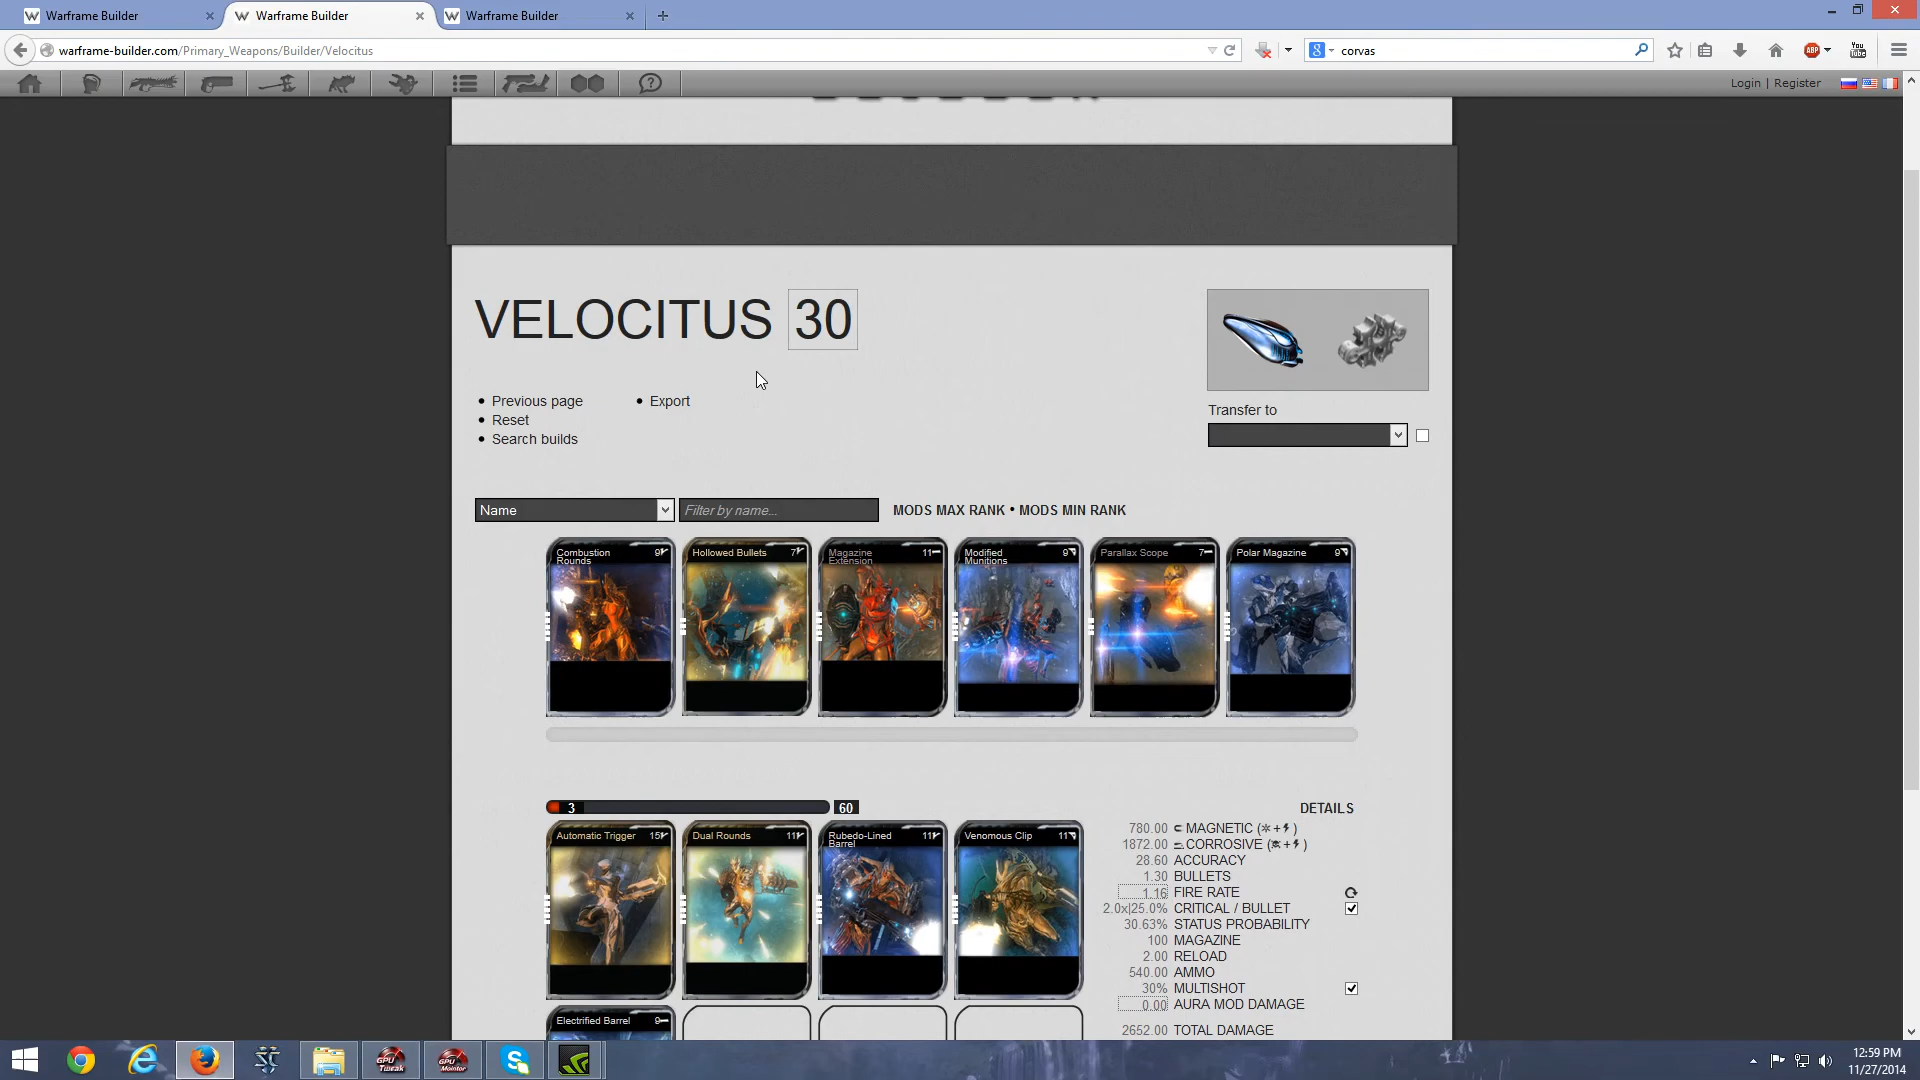 Warframe Builder
Warframe Builder
Warframe Builder
warframe-builder.com/Primary_Weapons/Builder/Velocitus
corvas
Login | Register
VELOCITUS 30
Previous page
Export
Reset
Search builds
Transfer to
Name
Filter by name...
MODS MAX RANK • MODS MIN RANK
Combustion Rounds 9
Hollowed Bullets 7
Magazine Extension 11
Modified Munitions 9
Parallax Scope 7
Polar Magazine 9
3
60
DETAILS
Automatic Trigger 15
Dual Rounds 11
Rubedo-Lined Barrel 11
Venomous Clip 11
780.00 MAGNETIC ( + )
1872.00 CORROSIVE ( + )
28.60 ACCURACY
1.30 BULLETS
1.16 FIRE RATE
2.0x|25.0% CRITICAL / BULLET
30.63% STATUS PROBABILITY
100 MAGAZINE
2.00 RELOAD
540.00 AMMO
30% MULTISHOT
0.00 AURA MOD DAMAGE
2652.00 TOTAL DAMAGE
Electrified Barrel 9
12:59 PM
11/27/2014